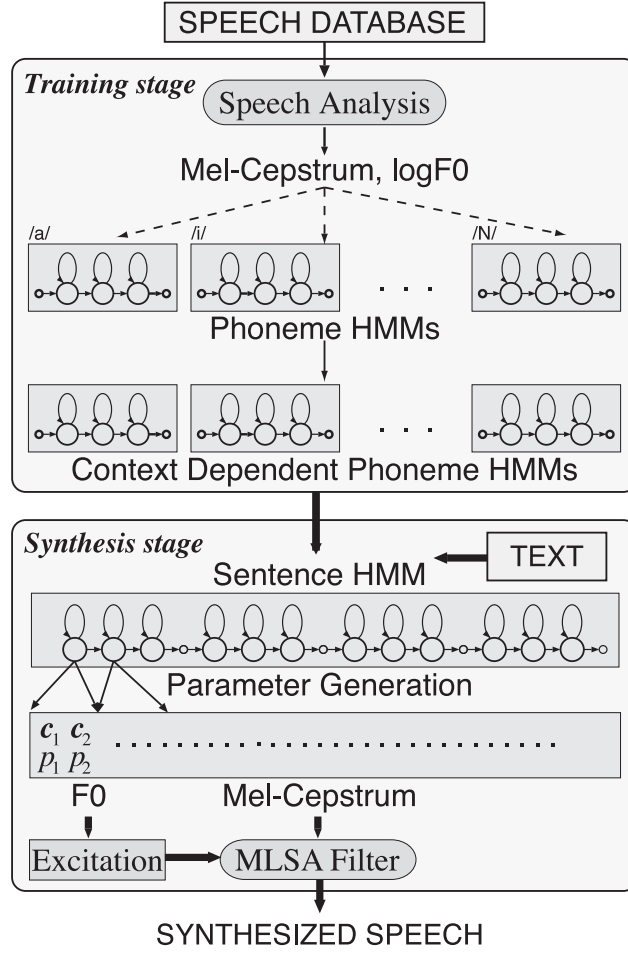 SPEECH DATABASE
Training stage
Speech Analysis
Mel-Cepstrum, logF0
/a/ /i/ /N/
. . .
Phoneme HMMs
. . .
Context Dependent Phoneme HMMs
Synthesis stage
TEXT
Sentence HMM
Parameter Generation
c1 c2
p1 p2
F0 Mel-Cepstrum
Excitation MLSA Filter
SYNTHESIZED SPEECH